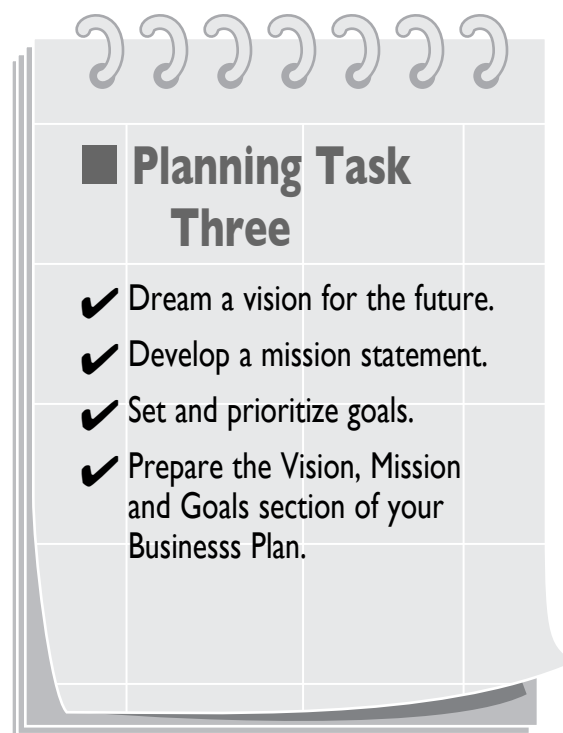 ■ Planning Task
Three
✔ Dream a vision for the future.
✔ Develop a mission statement.
✔ Set and prioritize goals.
✔ Prepare the Vision, Mission
and Goals section of your
Businesss Plan.